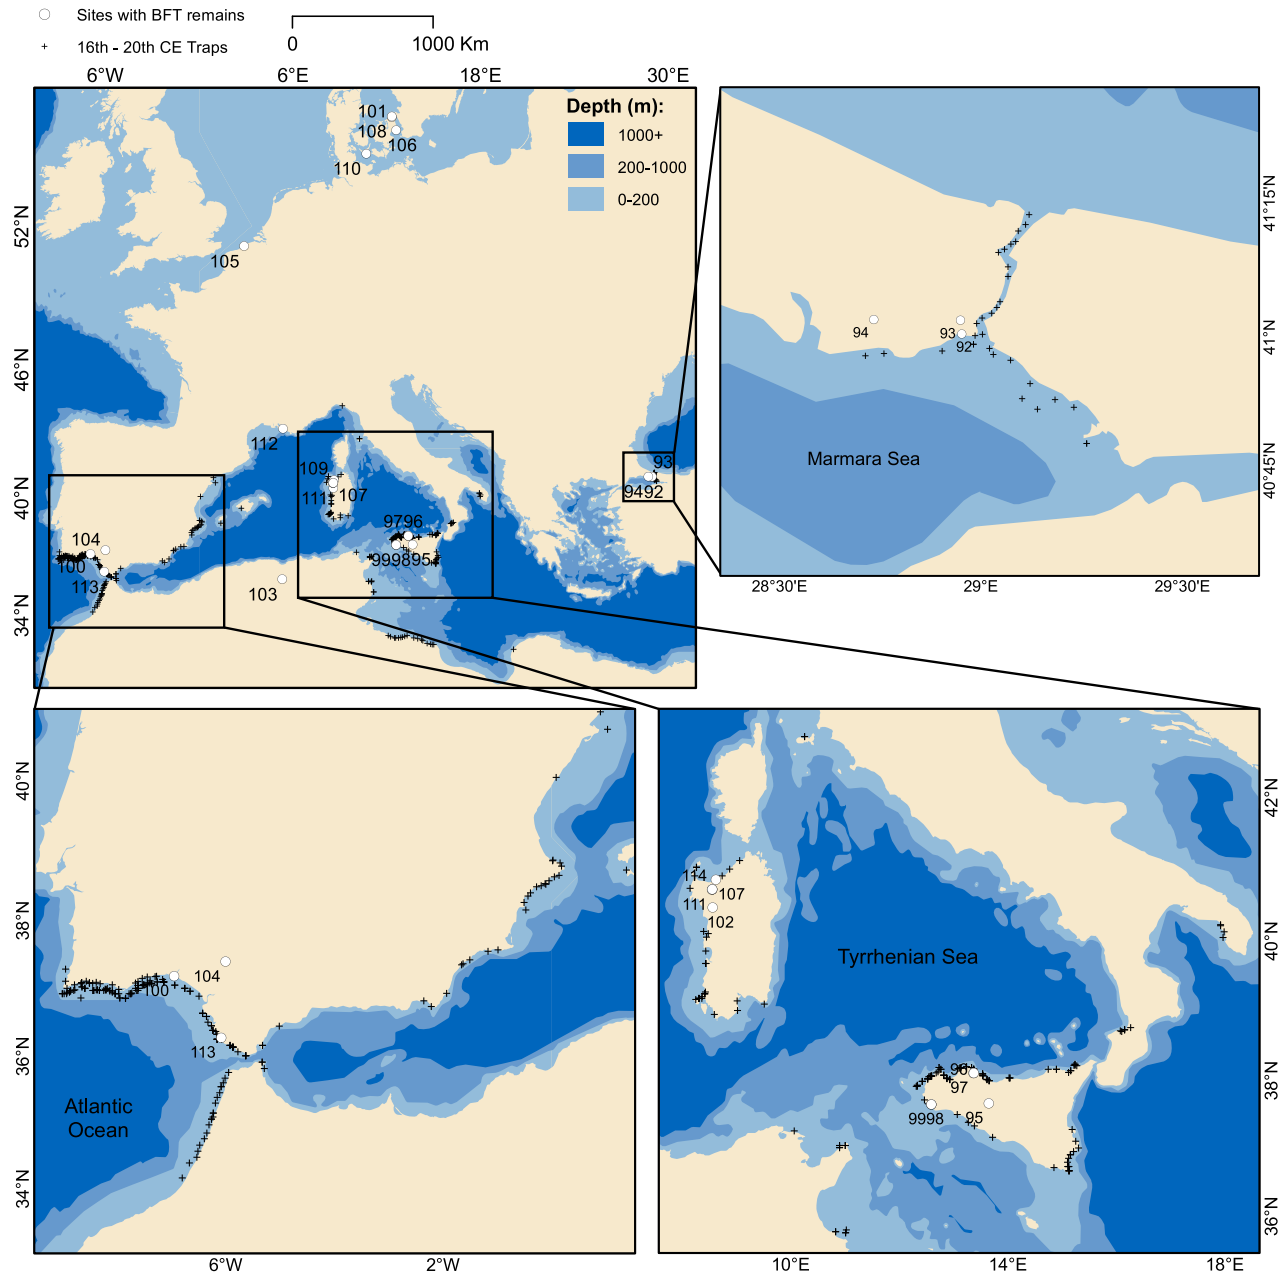 Sites with BFT remains
16th - 20th CE Traps
0 1000 Km
6°W 6°E 18°E 30°E
52°N
46°N
40°N
34°N
Depth (m):
1000+
200-1000
0-200
101
108
106
110
105
112
109
111
107
93
9492
9796
999895
104
100
113
103
94
93
92
Marmara Sea
41°15'N
41°N
40°45'N
28°30'E 29°E 29°30'E
40°N
38°N
36°N
34°N
104
100
113
Atlantic
Ocean
6°W 2°W
114
107
111
102
Tyrrhenian Sea
96
97
9998
95
42°N
40°N
38°N
36°N
10°E 14°E 18°E